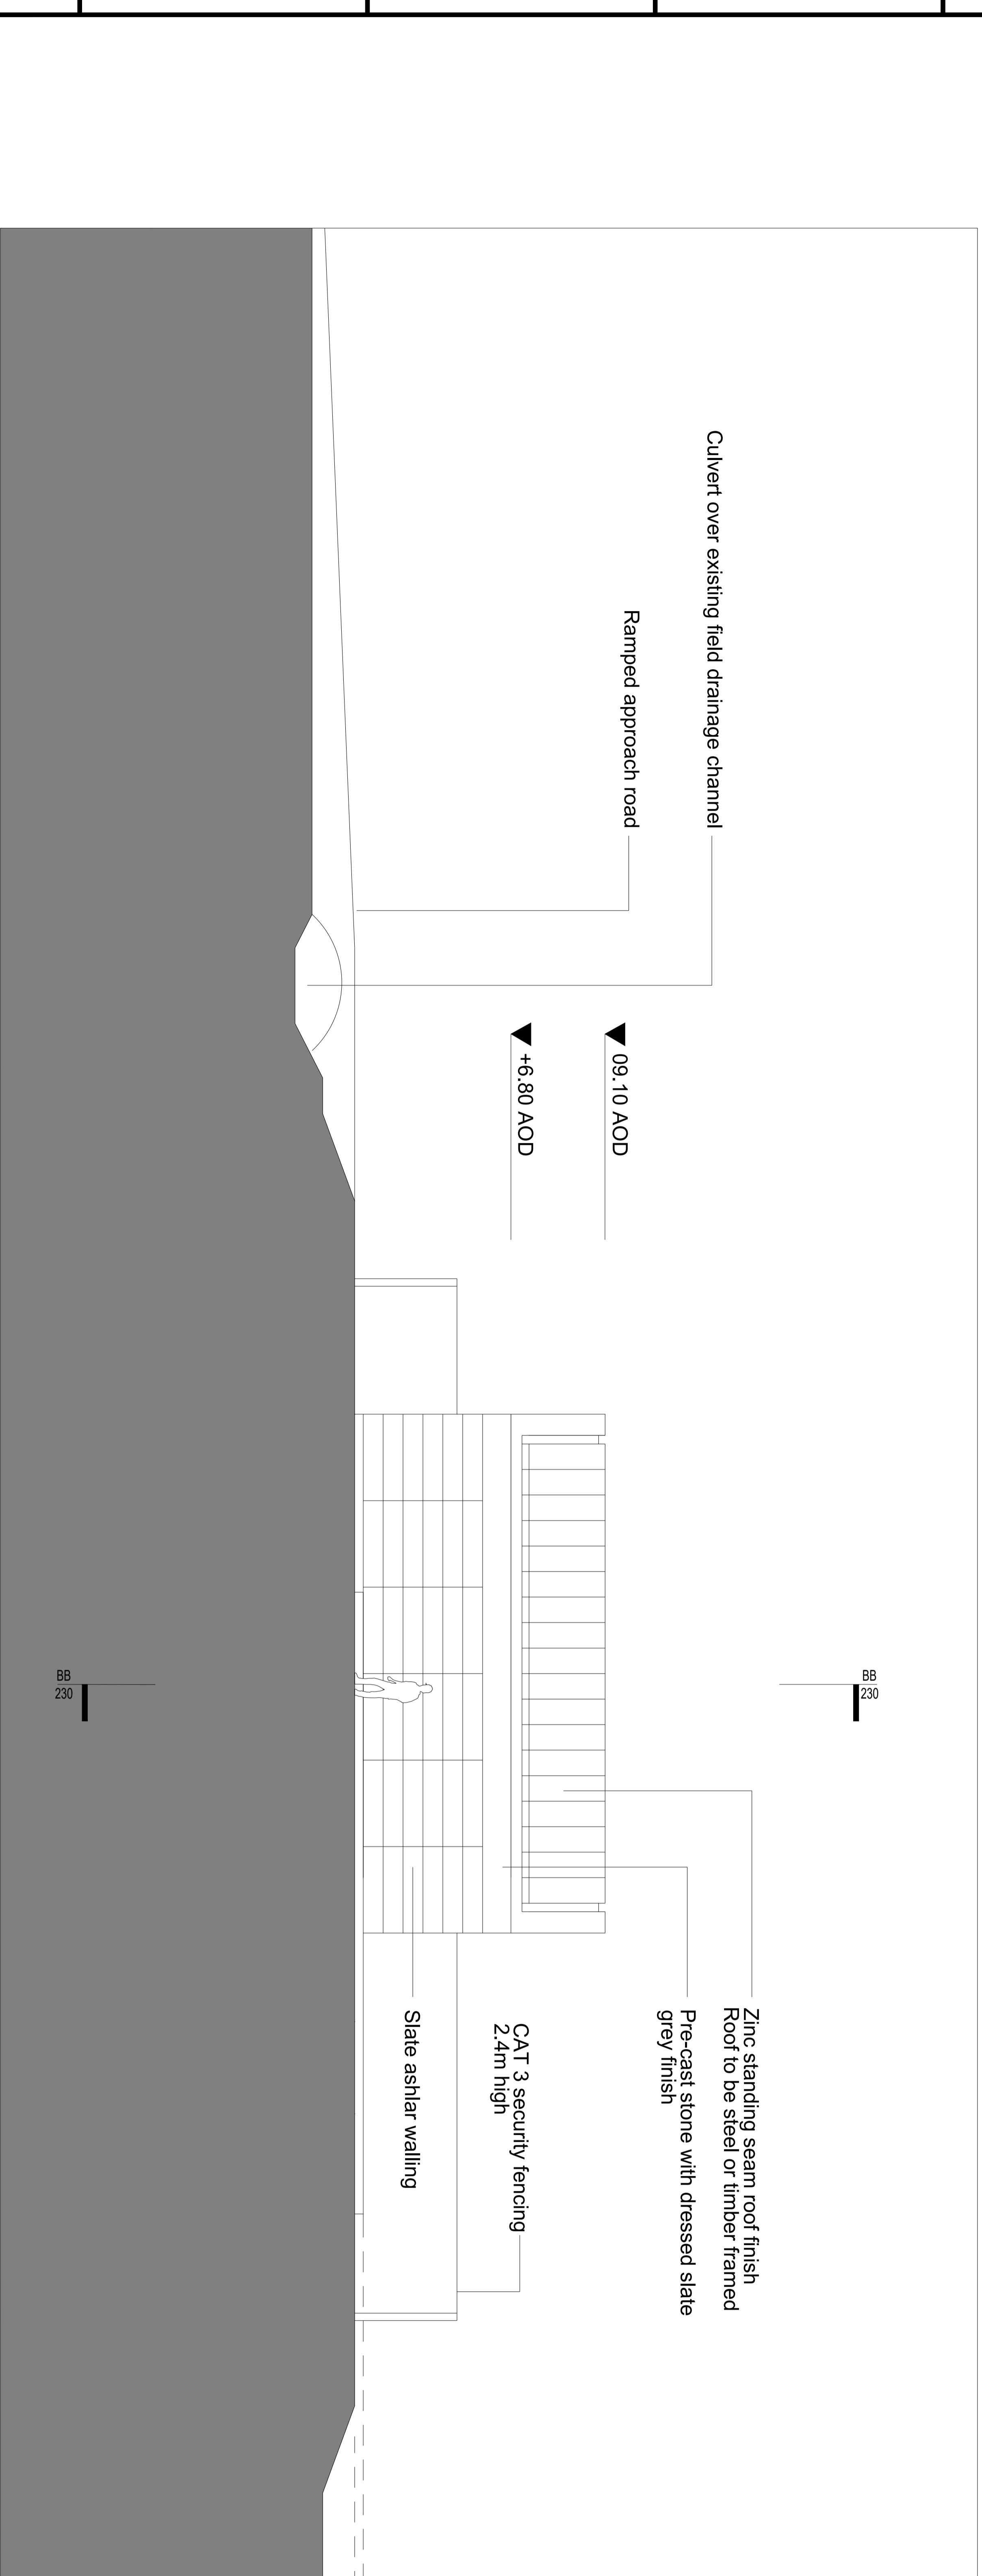 Culvert over existing field drainage channel
Ramped approach road
09.10 AOD
+6.80 AOD
BB
230
BB
230
Zinc standing seam roof finish
Roof to be steel or timber framed
Pre-cast stone with dressed slate
grey finish
CAT 3 security fencing
2.4m high
Slate ashlar walling